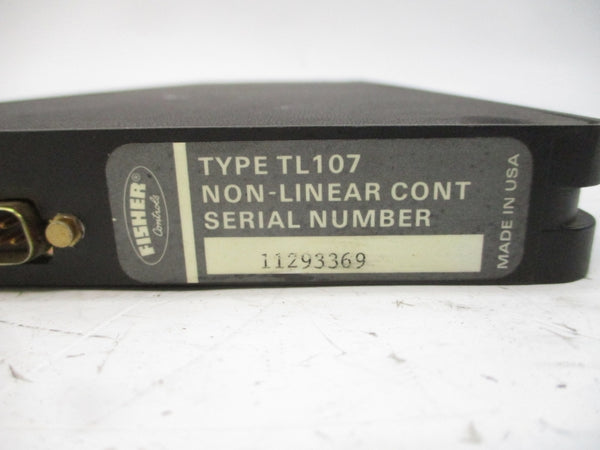 FISHER®
Controls
TYPE TL107
NON-LINEAR CONT
SERIAL NUMBER
11293369
MADE IN USA